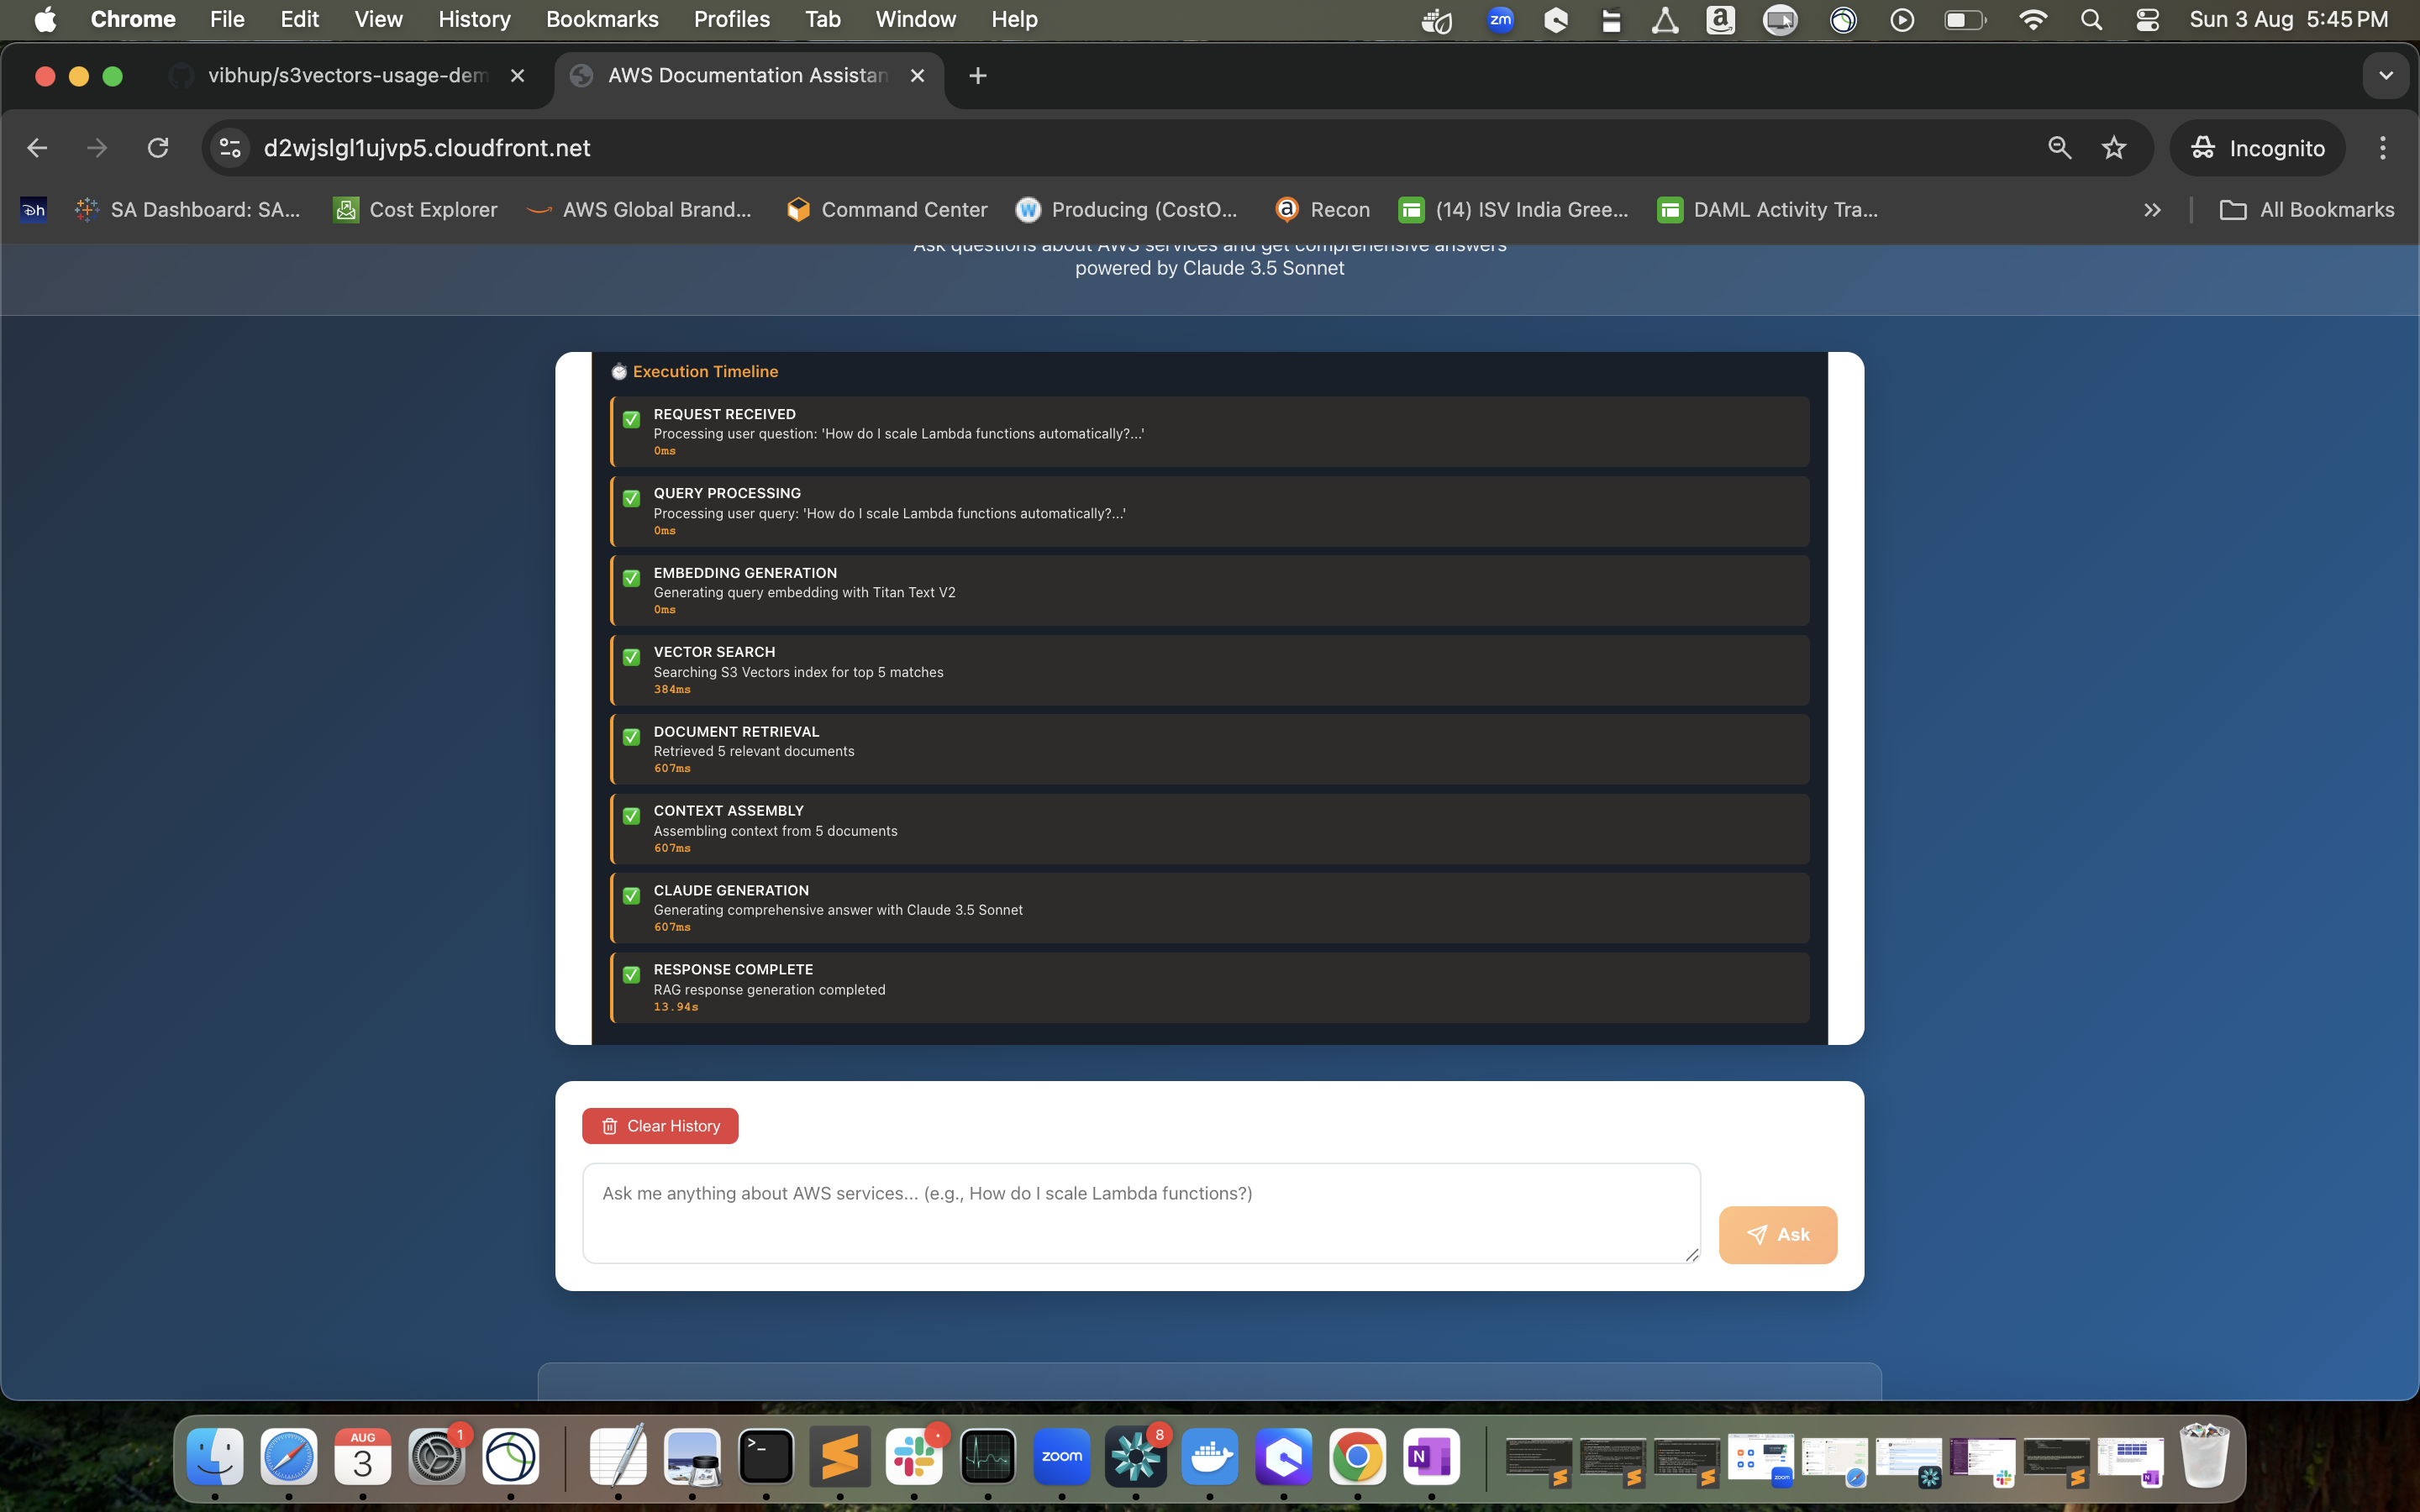 Chrome File Edit View History Bookmarks Profiles Tab Window Help
zm
a
Sun 3 Aug 5:45 PM
vibhup/s3vectors-usage-dem
AWS Documentation Assistan
d2wjslgl1ujvp5.cloudfront.net
Incognito
SA Dashboard: SA...
Cost Explorer
AWS Global Brand...
Command Center
Producing (CostO...
Recon
(14) ISV India Gree...
DAML Activity Tra...
All Bookmarks
Ask questions about AWS services and get comprehensive answers
powered by Claude 3.5 Sonnet
Execution Timeline
REQUEST RECEIVED
Processing user question: 'How do I scale Lambda functions automatically?...'
0ms
QUERY PROCESSING
Processing user query: 'How do I scale Lambda functions automatically?...'
0ms
EMBEDDING GENERATION
Generating query embedding with Titan Text V2
0ms
VECTOR SEARCH
Searching S3 Vectors index for top 5 matches
384ms
DOCUMENT RETRIEVAL
Retrieved 5 relevant documents
607ms
CONTEXT ASSEMBLY
Assembling context from 5 documents
607ms
CLAUDE GENERATION
Generating comprehensive answer with Claude 3.5 Sonnet
607ms
RESPONSE COMPLETE
RAG response generation completed
13.94s
Clear History
Ask me anything about AWS services... (e.g., How do I scale Lambda functions?)
Ask
AUG
3
1
zoom
8
N